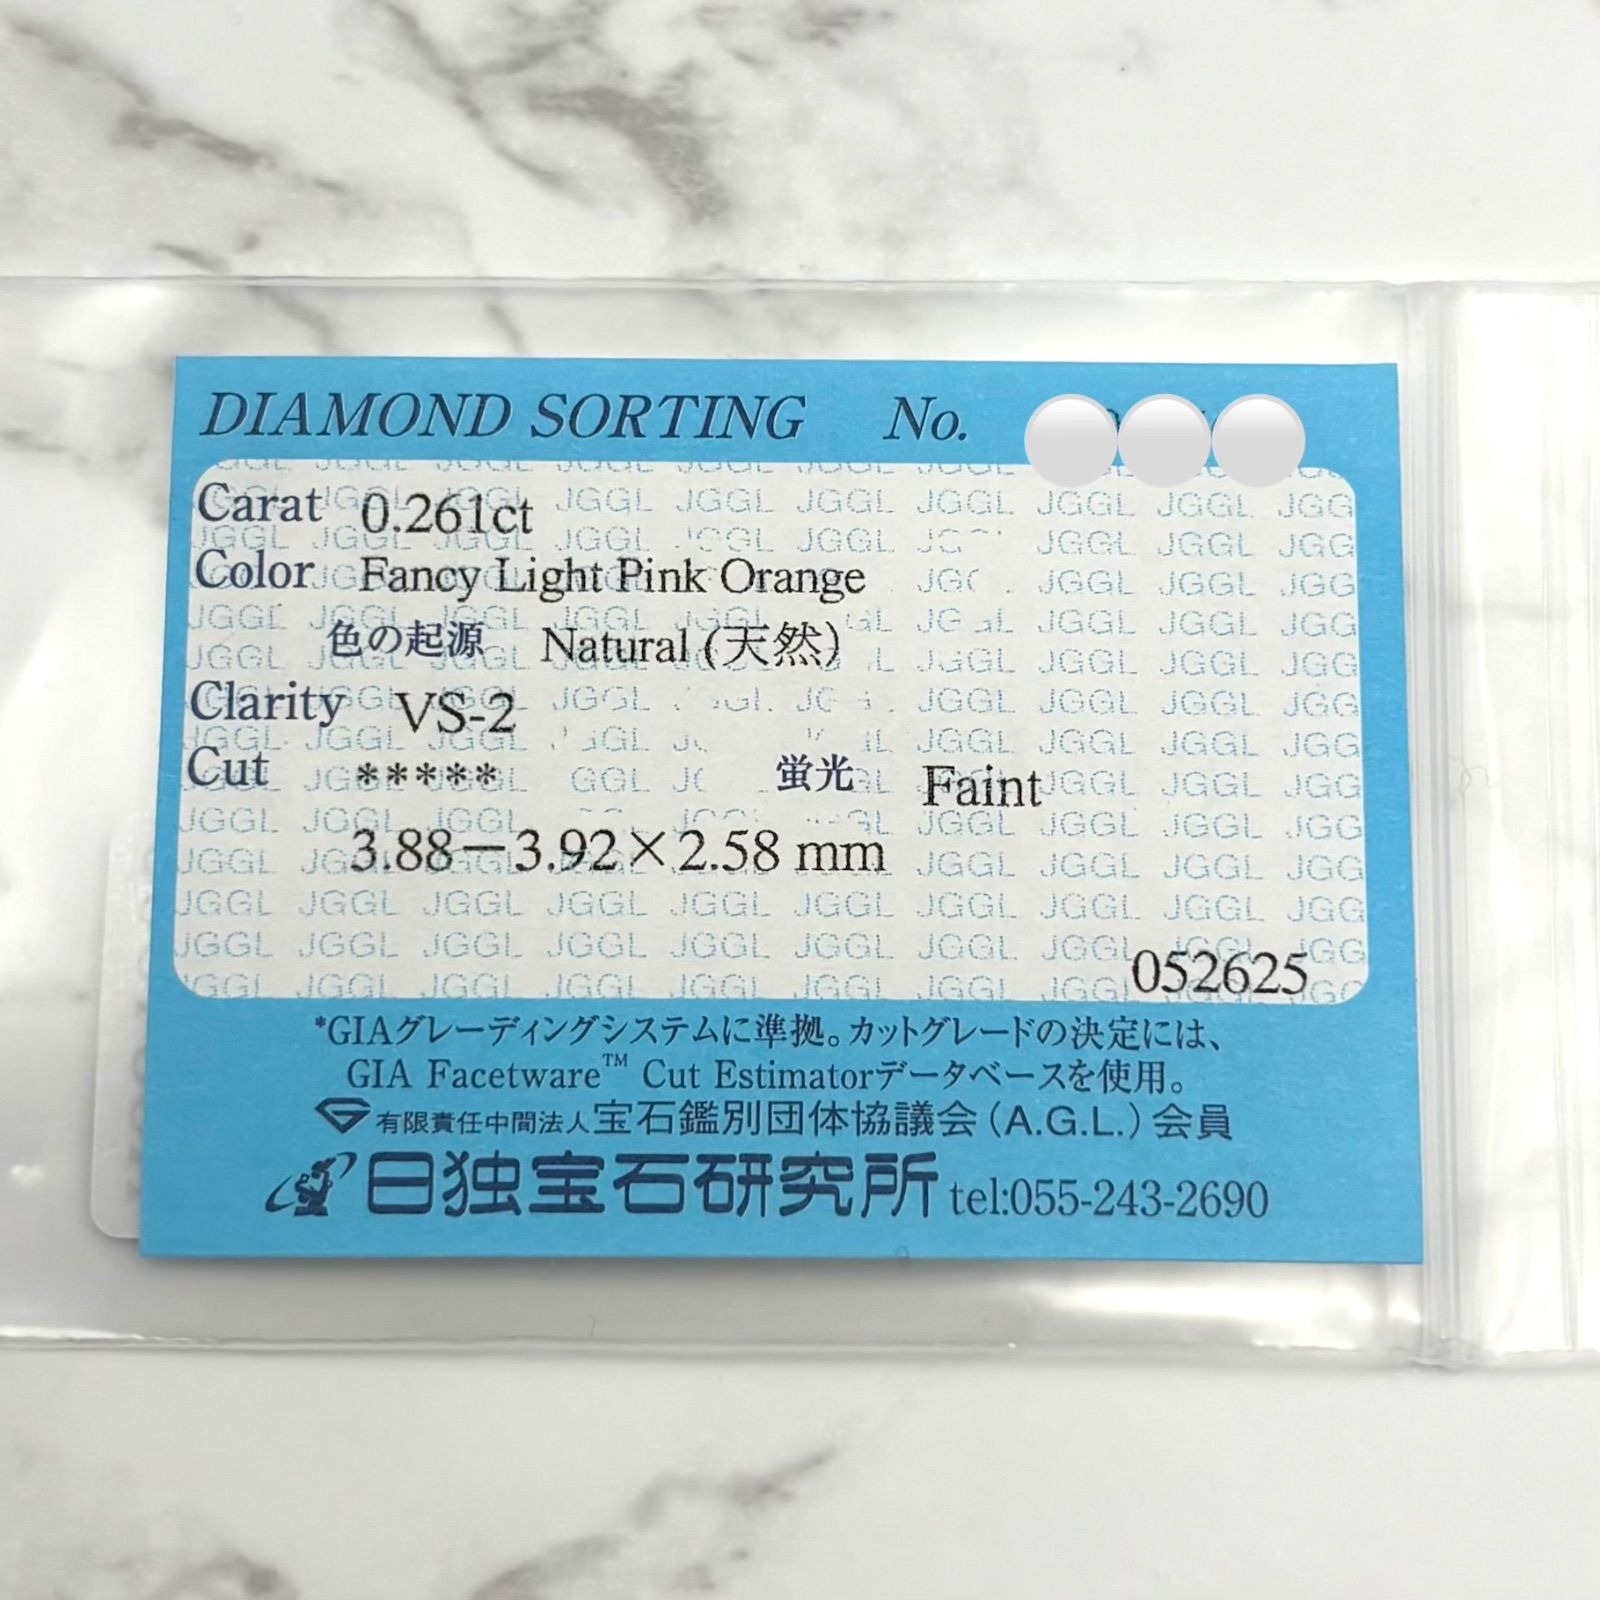 DIAMOND SORTING No.
Carat 0.261ct
Color Fancy Light Pink Orange
色の起源 Natural (天然)
Clarity VS-2
Cut ***** 蛍光 Faint
3.88−3.92×2.58 mm
052625
*GIAグレーディングシステムに準拠。カットグレードの決定には、
GIA Facetware™ Cut Estimatorデータベースを使用。
有限責任中間法人宝石鑑別団体協議会(A.G.L.)会員
日独宝石研究所 tel:055-243-2690